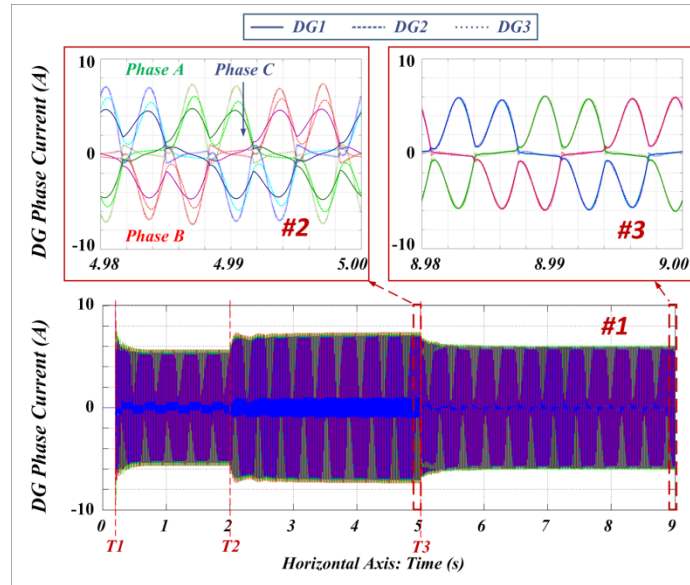 DG1 DG2 DG3
DG Phase Current (A)
10
0
-10
Phase A
Phase C
Phase B
#2
4.98 4.99 5.00
10
0
-10
#3
8.98 8.99 9.00
DG Phase Current (A)
10
0
-10
#1
0 1 2 3 4 5 6 7 8 9
T1 T2 T3
Horizontal Axis: Time (s)